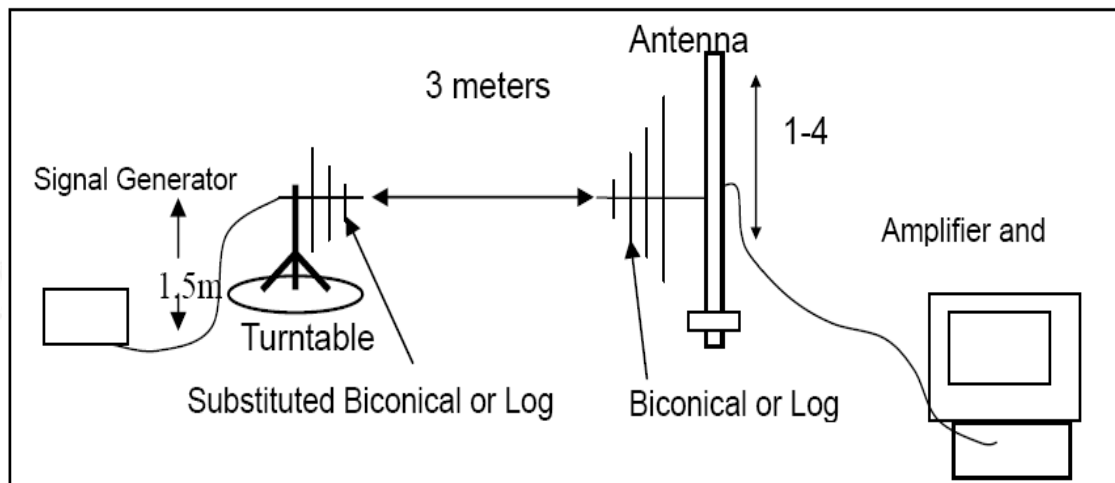 Antenna
3 meters
1-4
Signal Generator
Amplifier and
1.5m
Turntable
Substituted Biconical or Log
Biconical or Log